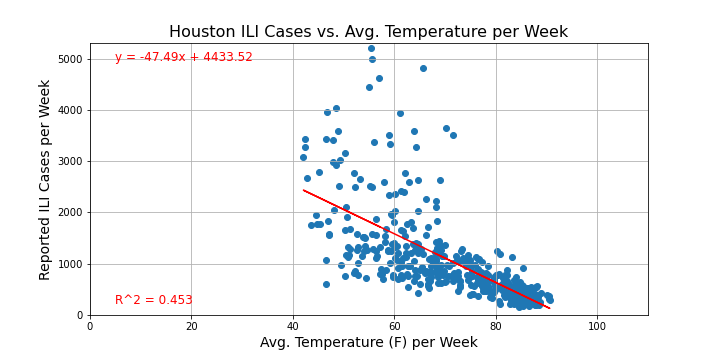 Houston ILI Cases vs. Avg. Temperature per Week
y = -47.49x + 4433.52
R^2 = 0.453
Reported ILI Cases per Week
5000
4000
3000
2000
1000
0
0 20 40 60 80 100
Avg. Temperature (F) per Week